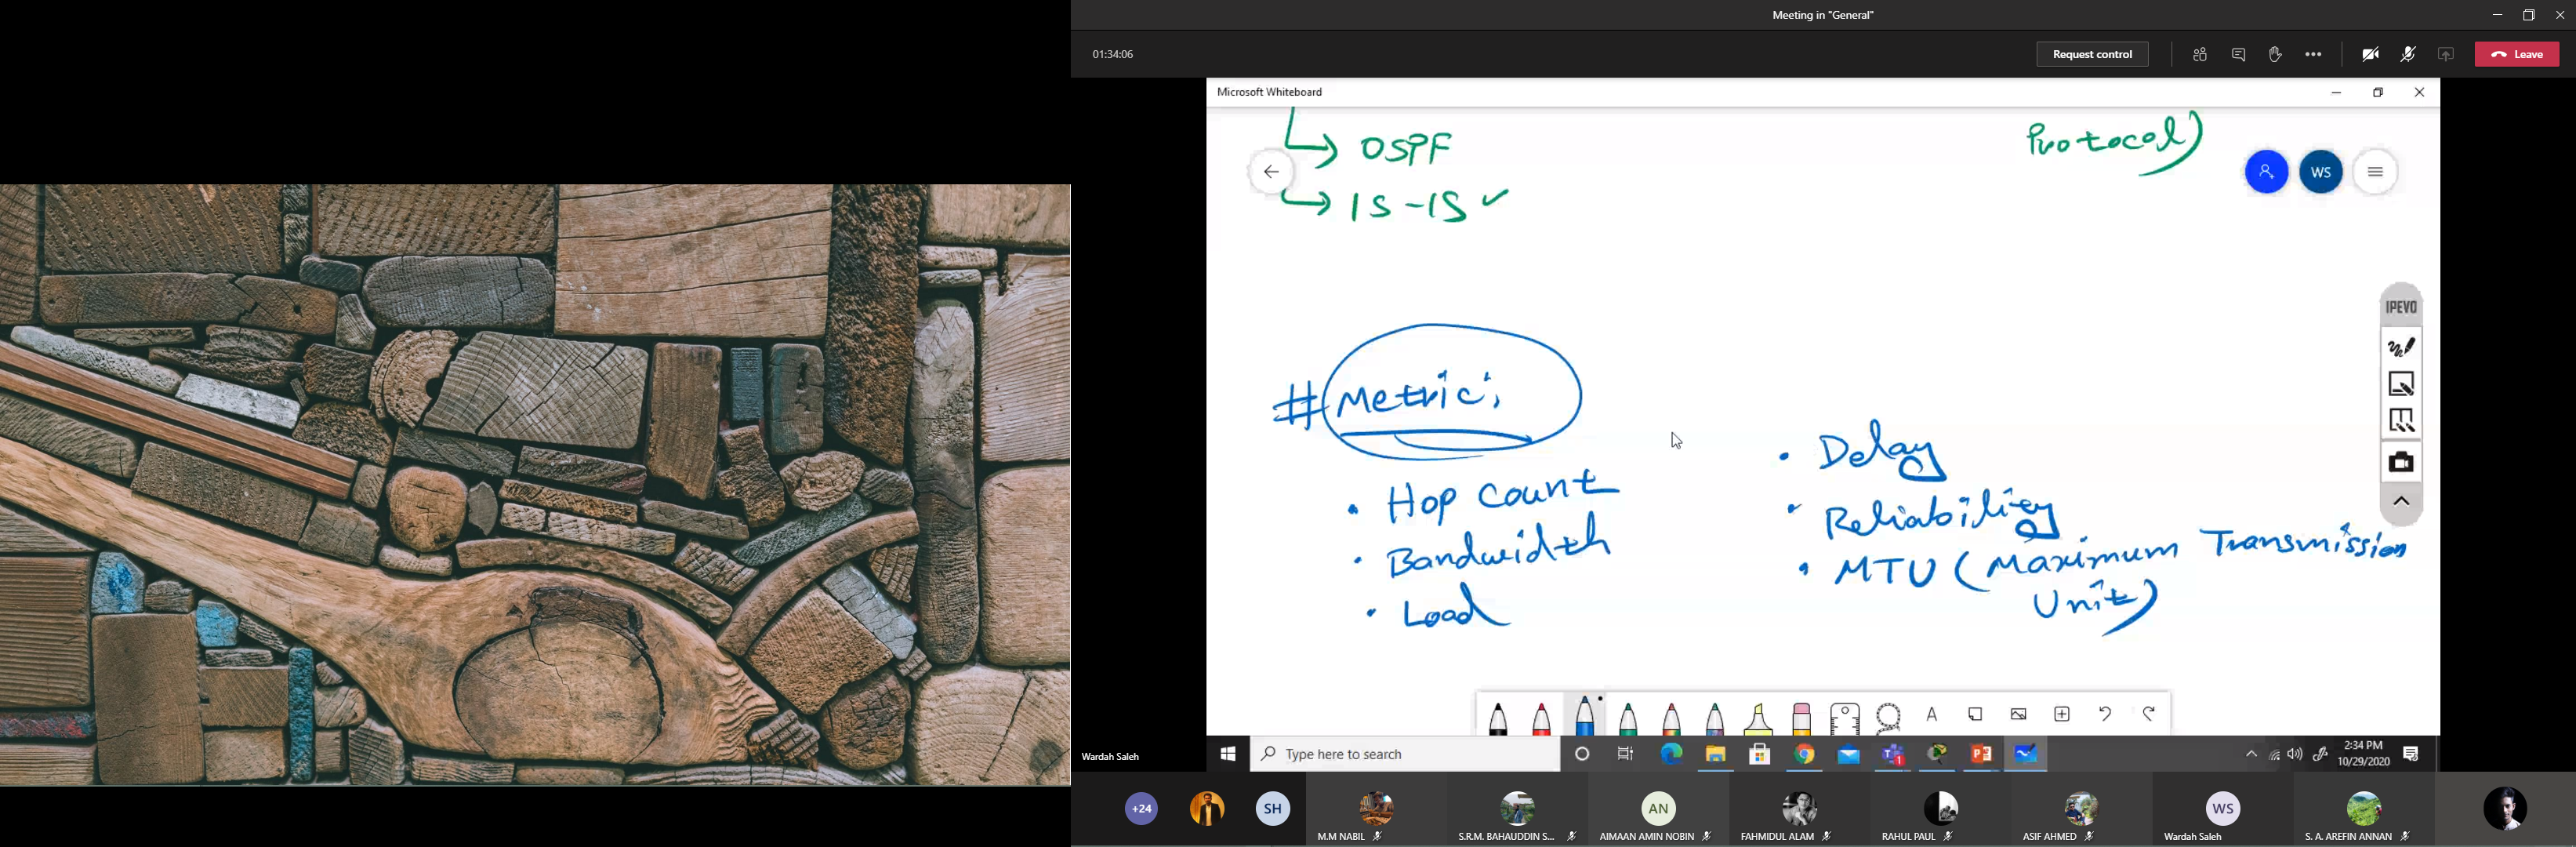 Meeting in "General"
01:34:06
Request control
Leave
Microsoft Whiteboard
OSPF
Protocol)
WS
IS-IS ✓
IPEVO
# Metric:
• Delay
• Hop Count
• Reliability
• Bandwidth
• MTU (Maximum Transmission
Unit)
• Load
A
Wardah Saleh
Type here to search
2:34 PM
10/29/2020
+24
SH
AN
WS
M.M NABIL
S.R.M. BAHAUDDIN S...
AIMAAN AMIN NOBIN
FAHMIDUL ALAM
RAHUL PAUL
ASIF AHMED
Wardah Saleh
S. A. AREFIN ANNAN